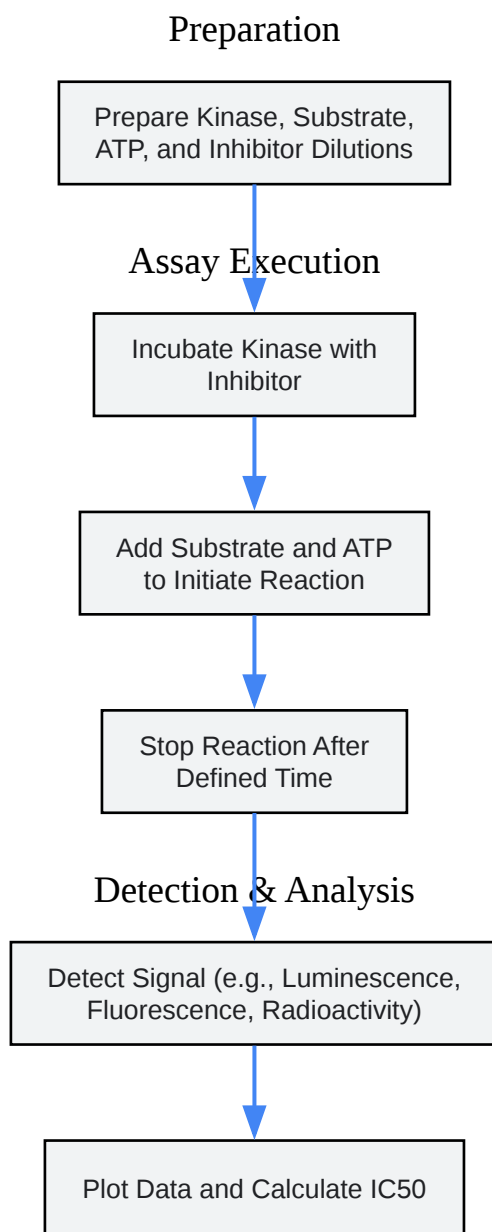 Preparation
Prepare Kinase, Substrate,
ATP, and Inhibitor Dilutions
Assay Execution
Incubate Kinase with
Inhibitor
Add Substrate and ATP
to Initiate Reaction
Stop Reaction After
Defined Time
Detection & Analysis
Detect Signal (e.g., Luminescence,
Fluorescence, Radioactivity)
Plot Data and Calculate IC50